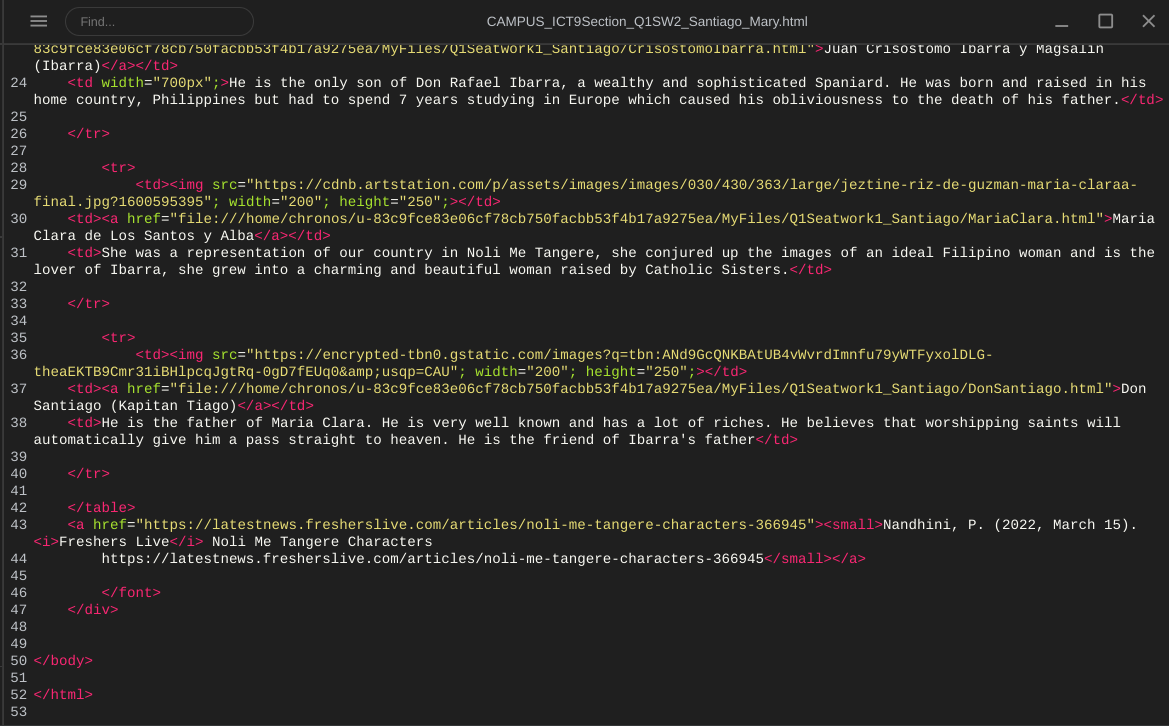 Find...
CAMPUS_ICT9Section_Q1SW2_Santiago_Mary.html
83c9fce83e06cf78cb750facbb53f4b17a9275ea/MyFiles/Q1Seatwork1_Santiago/CrisostomoIbarra.html">Juan Crisostomo Ibarra y Magsalin
(Ibarra)</a></td>
24 <td width="700px";>He is the only son of Don Rafael Ibarra, a wealthy and sophisticated Spaniard. He was born and raised in his
home country, Philippines but had to spend 7 years studying in Europe which caused his obliviousness to the death of his father.</td>
25
26 </tr>
27
28 <tr>
29 <td><img src="https://cdnb.artstation.com/p/assets/images/images/030/430/363/large/jeztine-riz-de-guzman-maria-claraa-
final.jpg?1600595395"; width="200"; height="250";></td>
30 <td><a href="file:///home/chronos/u-83c9fce83e06cf78cb750facbb53f4b17a9275ea/MyFiles/Q1Seatwork1_Santiago/MariaClara.html">Maria
Clara de Los Santos y Alba</a></td>
31 <td>She was a representation of our country in Noli Me Tangere, she conjured up the images of an ideal Filipino woman and is the
lover of Ibarra, she grew into a charming and beautiful woman raised by Catholic Sisters.</td>
32
33 </tr>
34
35 <tr>
36 <td><img src="https://encrypted-tbn0.gstatic.com/images?q=tbn:ANd9GcQNKBAtUB4vWvrdImnfu79yWTFyxolDLG-
theaEKTB9Cmr31iBHlpcqJgtRq-0gD7fEUq0&amp;usqp=CAU"; width="200"; height="250";></td>
37 <td><a href="file:///home/chronos/u-83c9fce83e06cf78cb750facbb53f4b17a9275ea/MyFiles/Q1Seatwork1_Santiago/DonSantiago.html">Don
Santiago (Kapitan Tiago)</a></td>
38 <td>He is the father of Maria Clara. He is very well known and has a lot of riches. He believes that worshipping saints will
automatically give him a pass straight to heaven. He is the friend of Ibarra's father</td>
39
40 </tr>
41
42 </table>
43 <a href="https://latestnews.fresherslive.com/articles/noli-me-tangere-characters-366945"><small>Nandhini, P. (2022, March 15).
<i>Freshers Live</i> Noli Me Tangere Characters
44 https://latestnews.fresherslive.com/articles/noli-me-tangere-characters-366945</small></a>
45
46 </font>
47 </div>
48
49
50 </body>
51
52 </html>
53